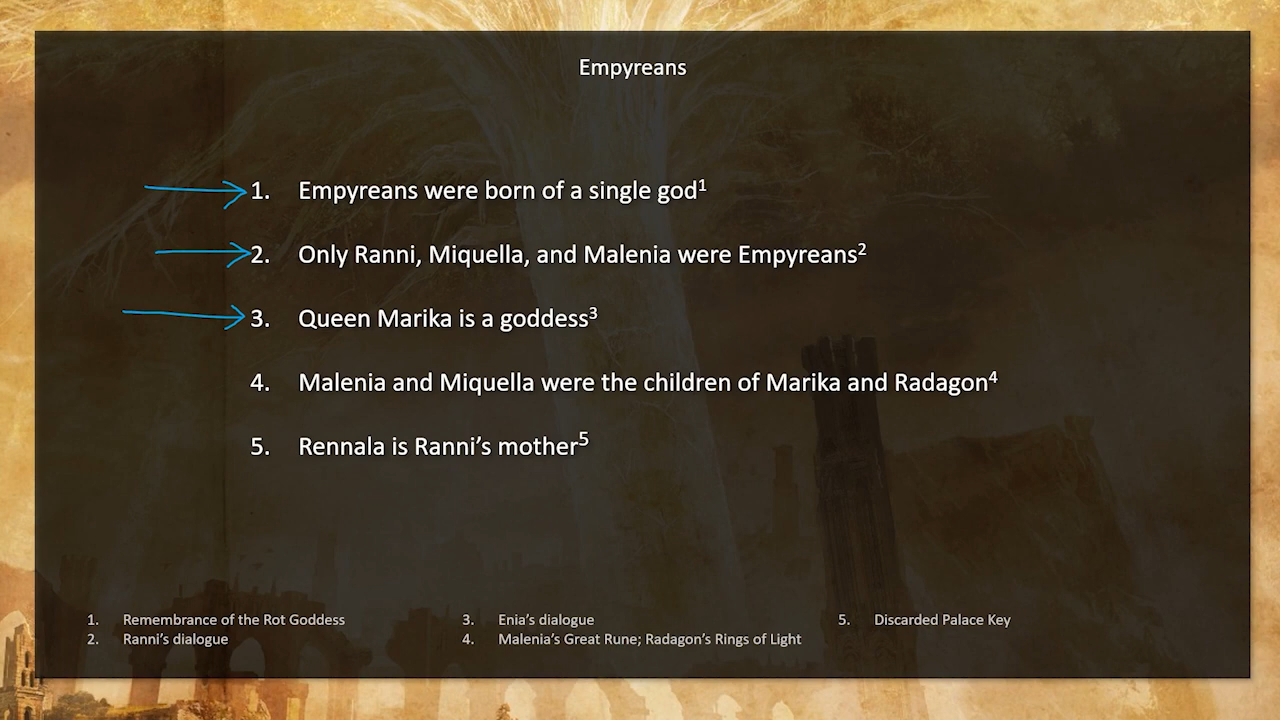 Empyreans
1. Empyreans were born of a single god¹
2. Only Ranni, Miquella, and Malenia were Empyreans²
3. Queen Marika is a goddess³
4. Malenia and Miquella were the children of Marika and Radagon⁴
5. Rennala is Ranni’s mother⁵
1. Remembrance of the Rot Goddess
2. Ranni’s dialogue
3. Enia’s dialogue
4. Malenia’s Great Rune; Radagon’s Rings of Light
5. Discarded Palace Key